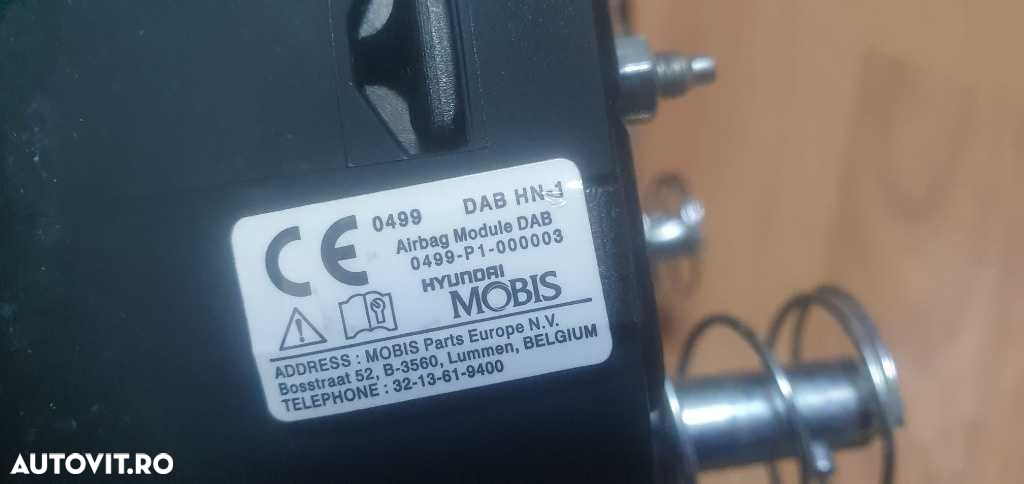 CE 0499 DAB HN-1
Airbag Module DAB
0499-P1-000003
HYUNDAI
MOBIS
ADDRESS : MOBIS Parts Europe N.V.
Bosstraat 52, B-3560, Lummen, BELGIUM
TELEPHONE : 32-13-61-9400
AUTOVIT.RO